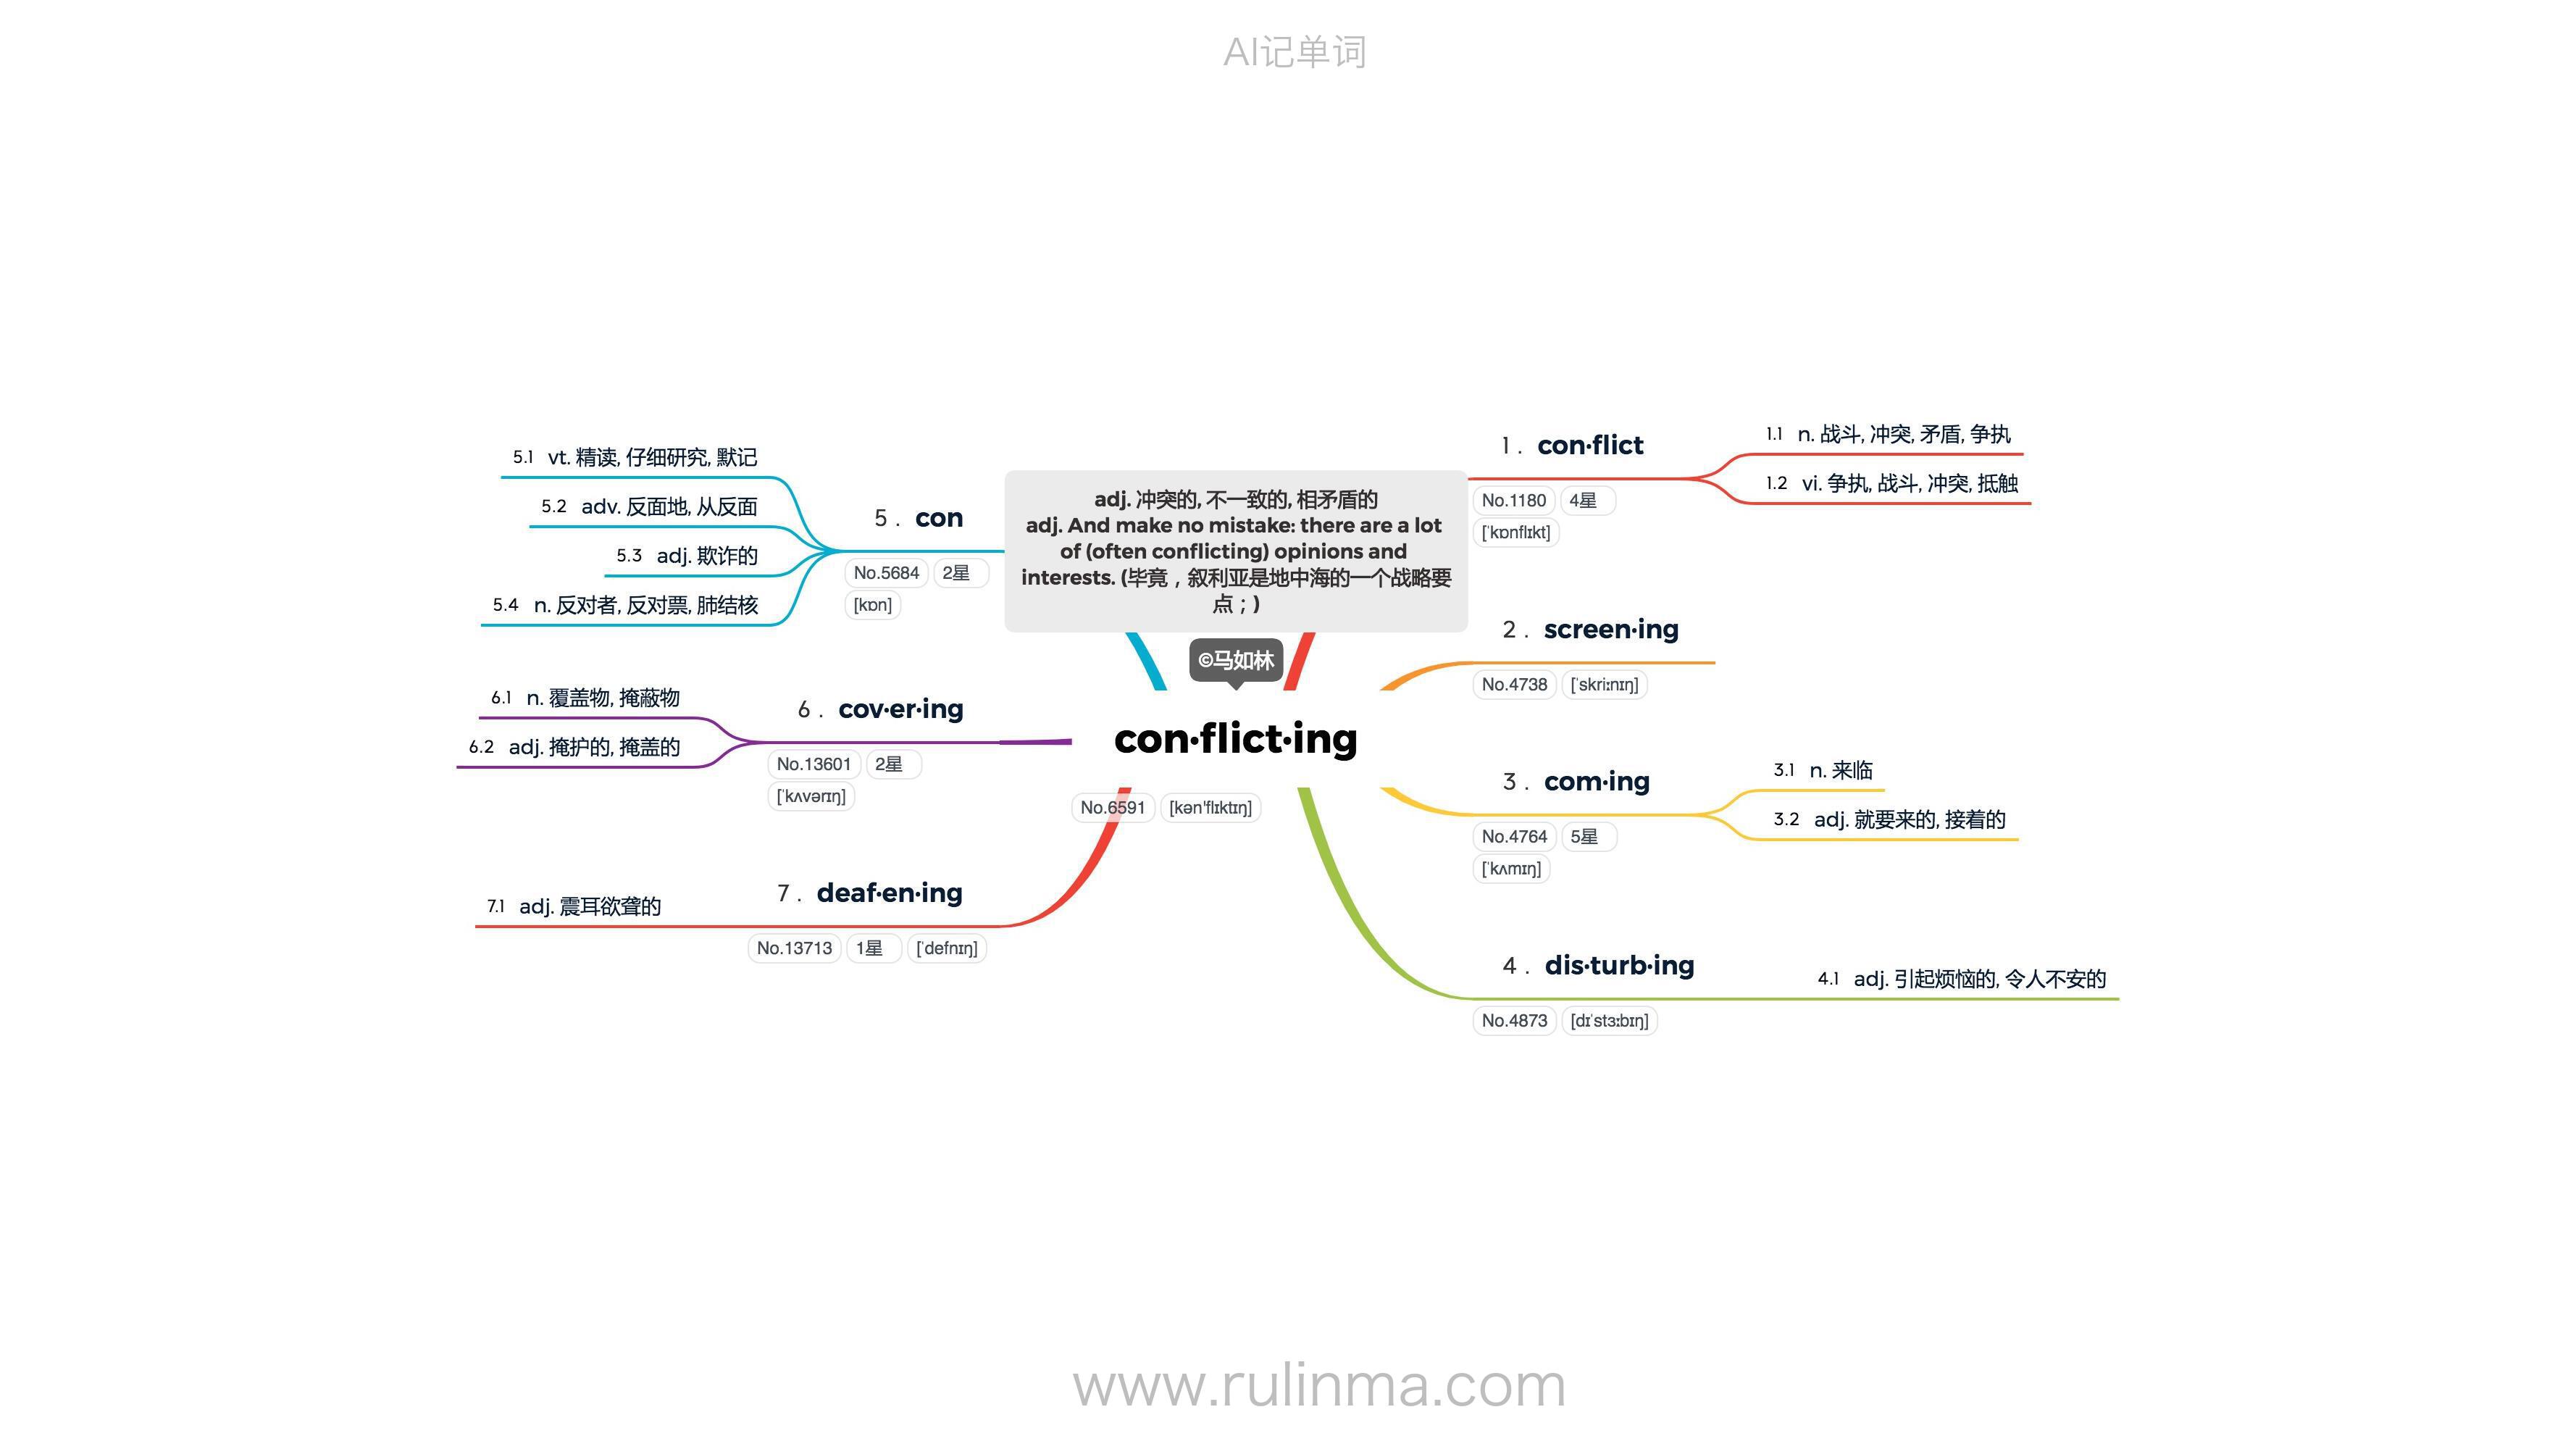 AI记单词
adj. 冲突的, 不一致的, 相矛盾的
adj. And make no mistake: there are a lot
of (often conflicting) opinions and
interests. (毕竟，叙利亚是地中海的一个战略要
点；)
©马如林
con·flict·ing
No.6591 [kən'flɪktɪŋ]
1. con·flict
No.1180 4星
['kɒnflɪkt]
1.1 n. 战斗, 冲突, 矛盾, 争执
1.2 vi. 争执, 战斗, 冲突, 抵触
2. screen·ing
No.4738 ['skriːnɪŋ]
3. com·ing
No.4764 5星
['kʌmɪŋ]
3.1 n. 来临
3.2 adj. 就要来的, 接着的
4. dis·turb·ing
No.4873 [dɪ'stɜːbɪŋ]
4.1 adj. 引起烦恼的, 令人不安的
5. con
No.5684 2星
[kɒn]
5.1 vt. 精读, 仔细研究, 默记
5.2 adv. 反面地, 从反面
5.3 adj. 欺诈的
5.4 n. 反对者, 反对票, 肺结核
6. cov·er·ing
No.13601 2星
['kʌvərɪŋ]
6.1 n. 覆盖物, 掩蔽物
6.2 adj. 掩护的, 掩盖的
7. deaf·en·ing
No.13713 1星 ['defnɪŋ]
7.1 adj. 震耳欲聋的
www.rulinma.com